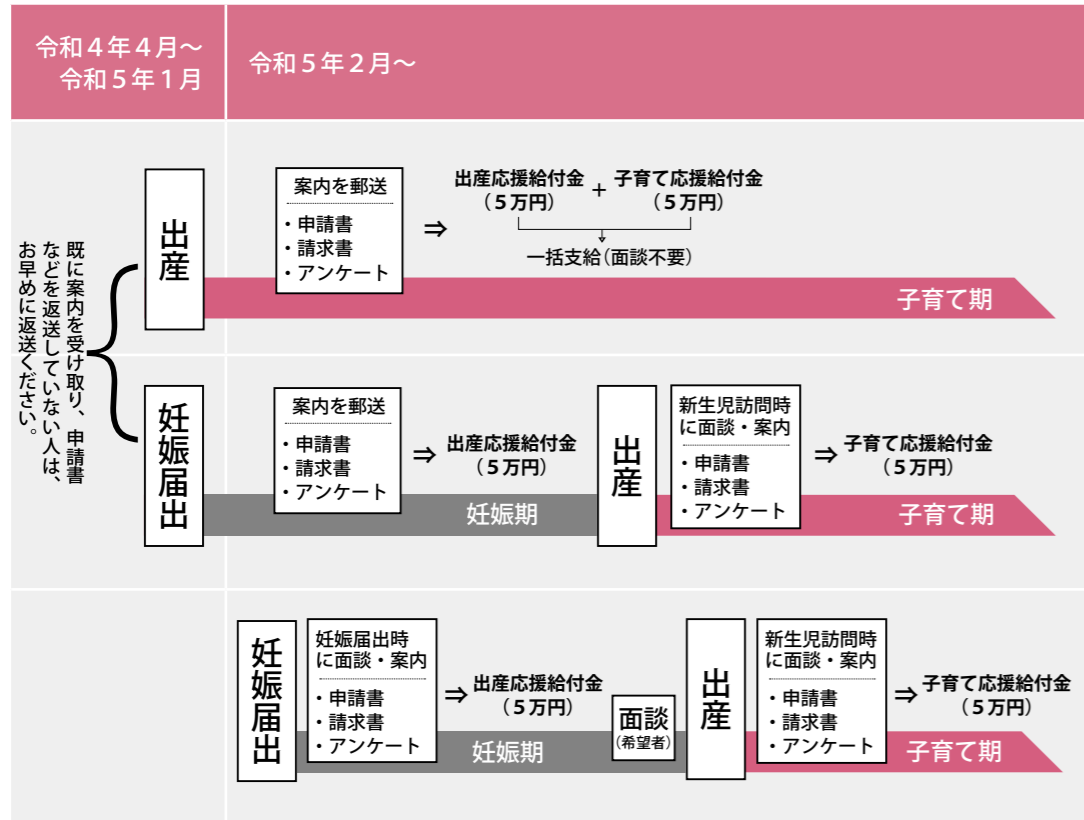 令和４年４月～
令和５年１月
令和５年２月～
既に案内を受け取り、申請書
などを返送していない人は、
お早めに返送ください。
出産
案内を郵送
・申請書
・請求書
・アンケート
⇒
出産応援給付金
（５万円）
+
子育て応援給付金
（５万円）
一括支給（面談不要）
子育て期
妊娠届出
案内を郵送
・申請書
・請求書
・アンケート
⇒
出産応援給付金
（５万円）
妊娠期
出産
新生児訪問時
に面談・案内
・申請書
・請求書
・アンケート
⇒
子育て応援給付金
（５万円）
子育て期
妊娠届出
妊娠届出時
に面談・案内
・申請書
・請求書
・アンケート
⇒
出産応援給付金
（５万円）
妊娠期
面談
（希望者）
出産
新生児訪問時
に面談・案内
・申請書
・請求書
・アンケート
⇒
子育て応援給付金
（５万円）
子育て期